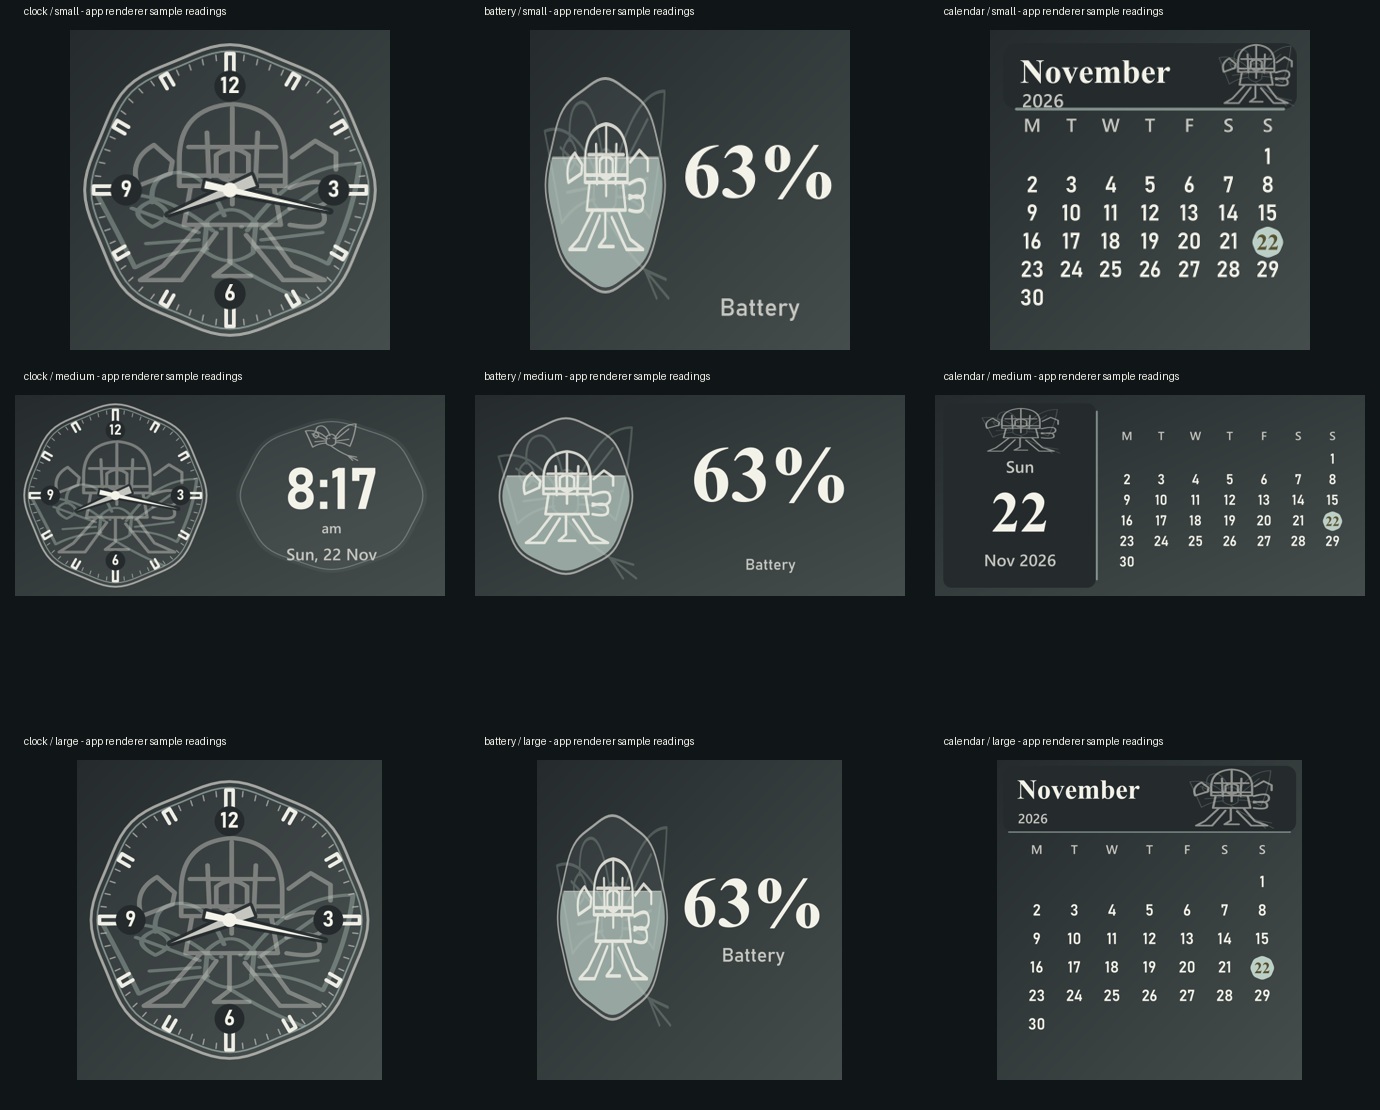 clock / small - app renderer sample readings
12
9
3
6
battery / small - app renderer sample readings
63%
Battery
calendar / small - app renderer sample readings
November
2026
M T W T F S S
1
2 3 4 5 6 7 8
9 10 11 12 13 14 15
16 17 18 19 20 21 22
23 24 25 26 27 28 29
30
clock / medium - app renderer sample readings
12
9
3
6
8:17
am
Sun, 22 Nov
battery / medium - app renderer sample readings
63%
Battery
calendar / medium - app renderer sample readings
Sun
22
Nov 2026
M T W T F S S
1
2 3 4 5 6 7 8
9 10 11 12 13 14 15
16 17 18 19 20 21 22
23 24 25 26 27 28 29
30
clock / large - app renderer sample readings
12
9
3
6
battery / large - app renderer sample readings
63%
Battery
calendar / large - app renderer sample readings
November
2026
M T W T F S S
1
2 3 4 5 6 7 8
9 10 11 12 13 14 15
16 17 18 19 20 21 22
23 24 25 26 27 28 29
30